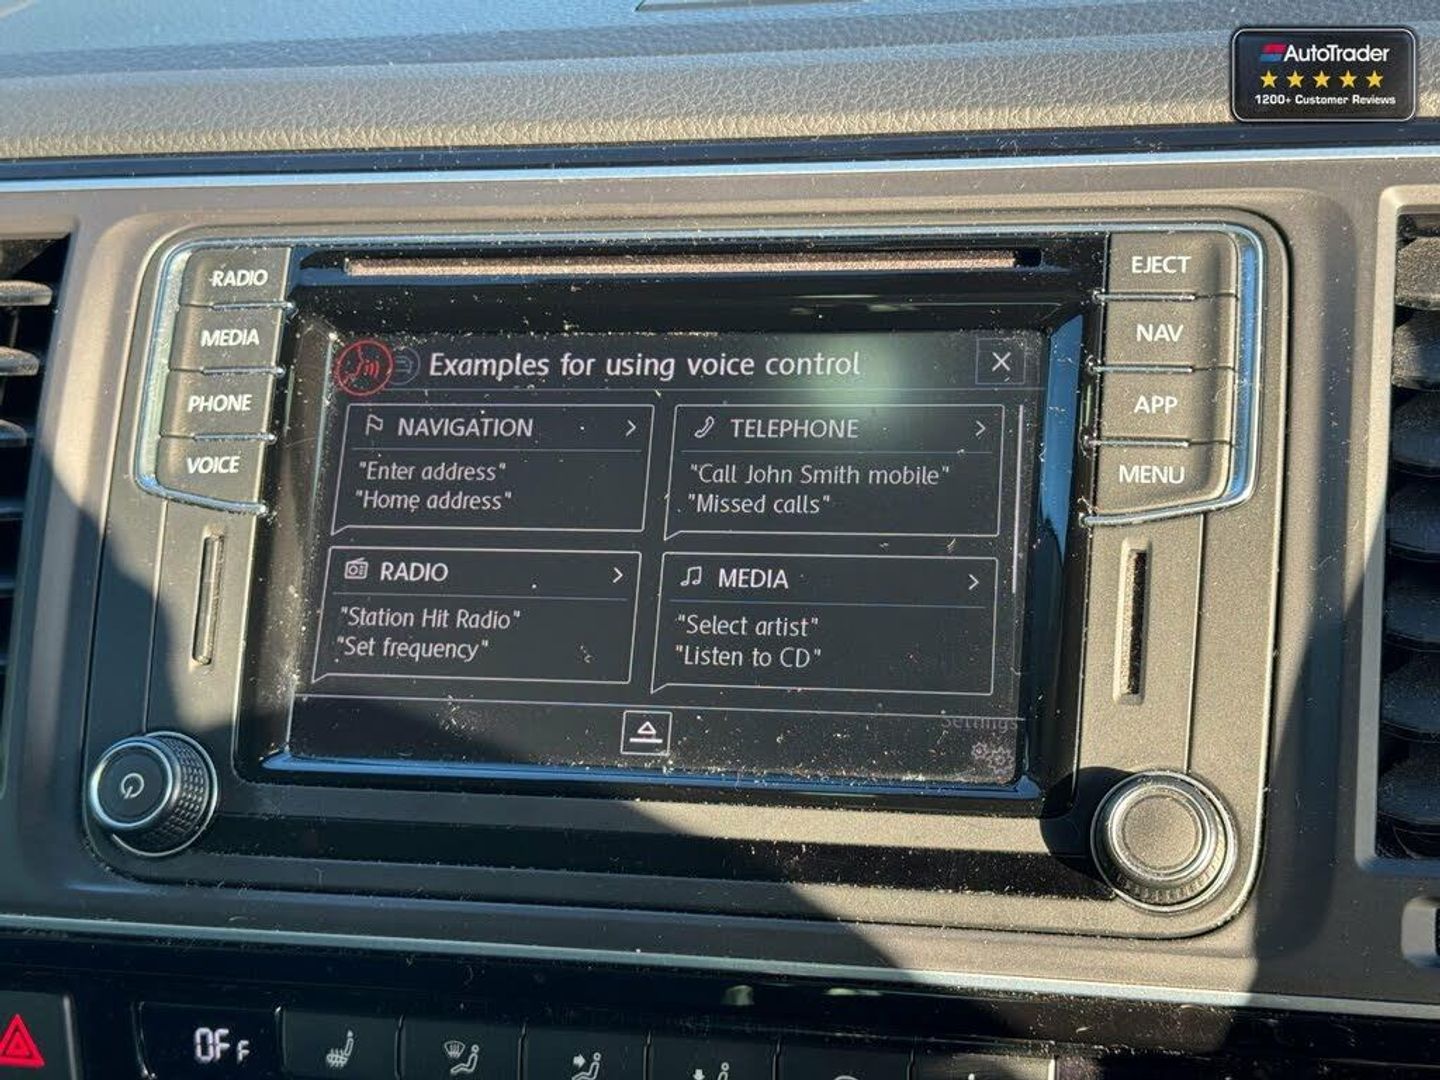 AutoTrader
1200+ Customer Reviews
RADIO
MEDIA
PHONE
VOICE
EJECT
NAV
APP
MENU
Examples for using voice control
NAVIGATION
"Enter address"
"Home address"
TELEPHONE
"Call John Smith mobile"
"Missed calls"
RADIO
"Station Hit Radio"
"Set frequency"
MEDIA
"Select artist"
"Listen to CD"
Settings
OFF